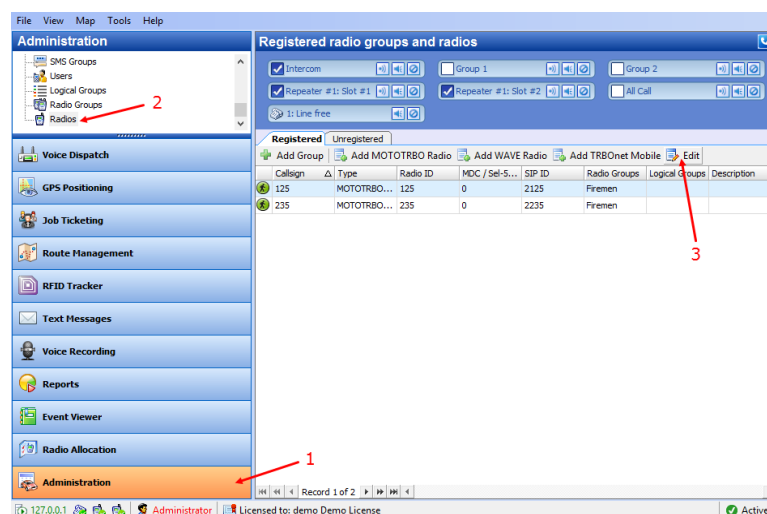 File View Map Tools Help
Administration
Registered radio groups and radios
SMS Groups
Users
Logical Groups
Radio Groups
Radios
2
Intercom
Group 1
Group 2
Repeater #1: Slot #1
Repeater #1: Slot #2
All Call
1: Line free
Registered Unregistered
Add Group Add MOTOTRBO Radio Add WAVE Radio Add TRBOnet Mobile Edit
Callsign Type Radio ID MDC / Sel-5... SIP ID Radio Groups Logical Groups Description
125 MOTOTRBO... 125 0 2125 Firemen
235 MOTOTRBO... 235 0 2235 Firemen
3
Voice Dispatch
GPS Positioning
Job Ticketing
Route Management
RFID Tracker
Text Messages
Voice Recording
Reports
Event Viewer
Radio Allocation
Administration
1
Record 1 of 2
127.0.0.1 Administrator Licensed to: demo Demo License Active